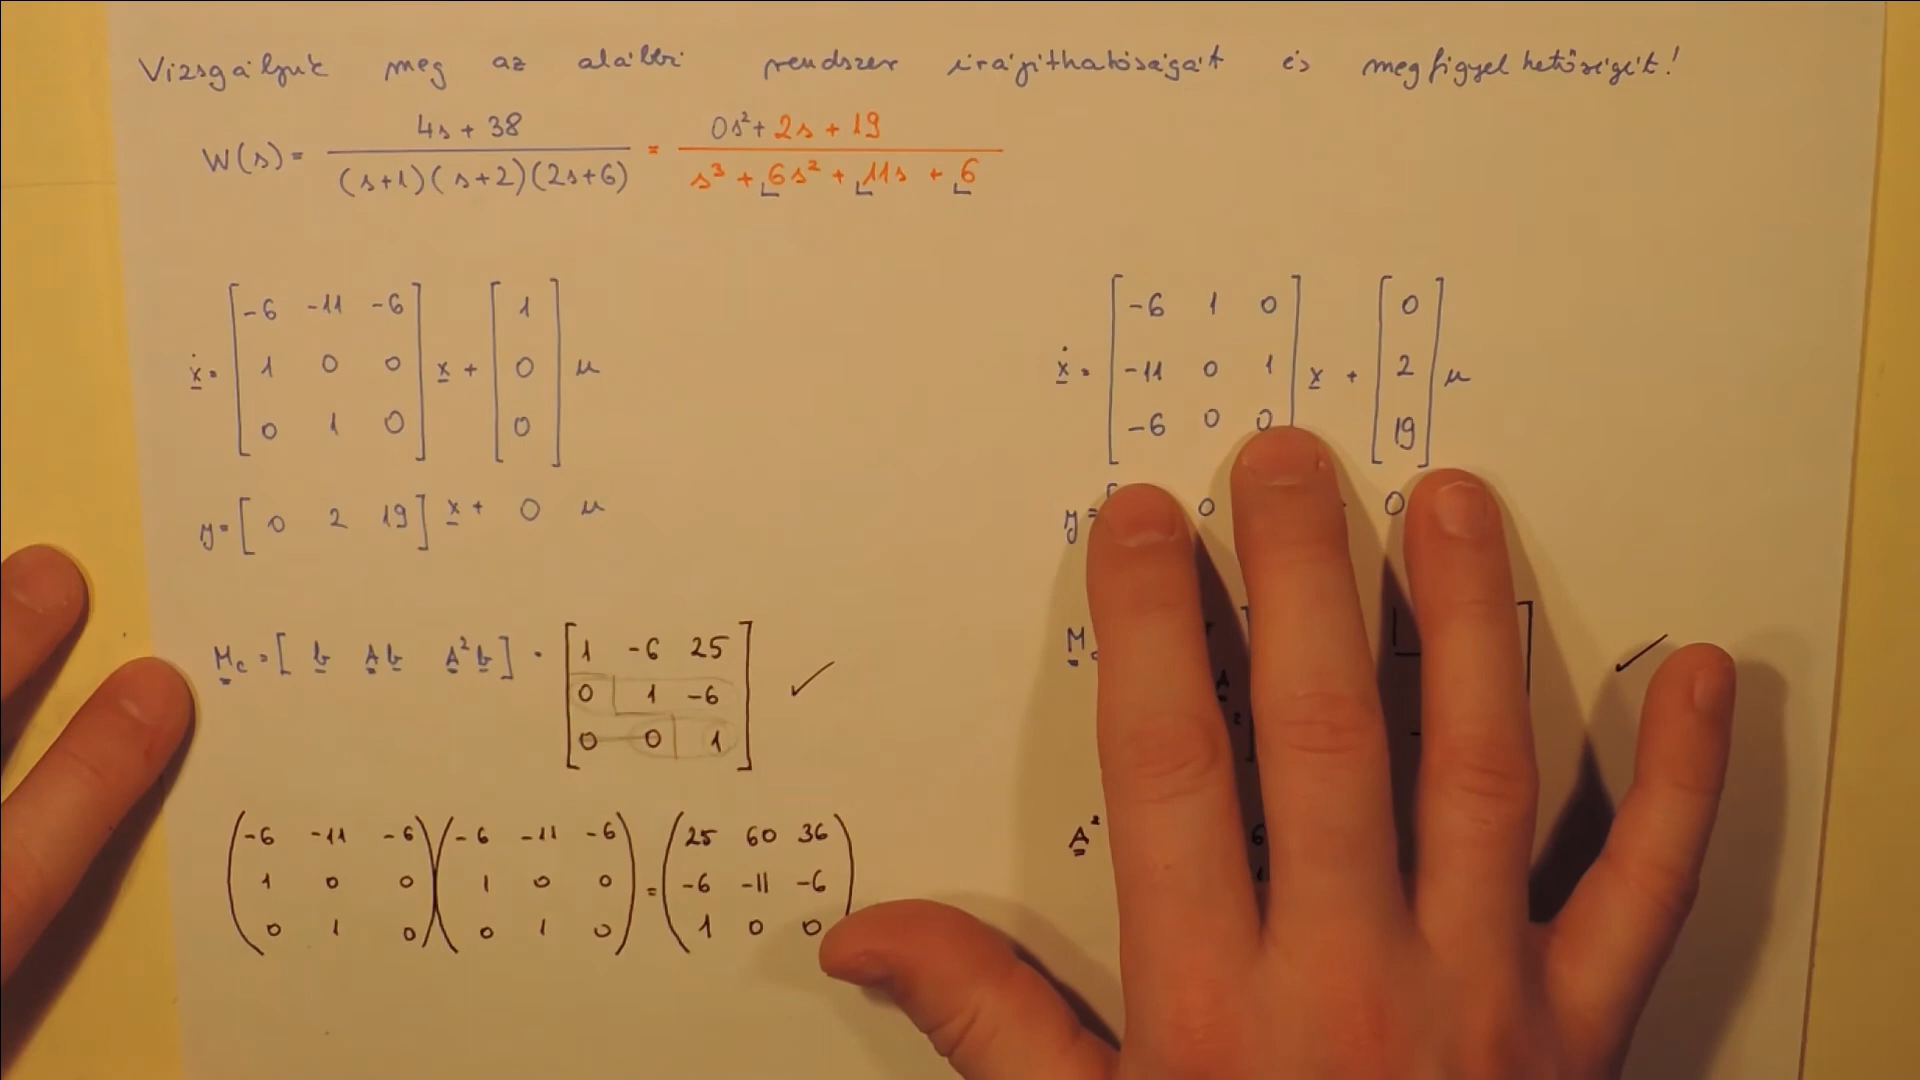 Vizsgáljuk meg az alábbi rendszer irányíthatóságát és megfigyelhetőségét!
W(s) = 4s + 38 / (s+1)(s+2)(2s+6) = 0s² + 2s + 19 / s³ + 6s² + 11s + 6
ẋ = [-6 -11 -6
1 0 0
0 1 0] x + [1
0
0] u
y = [0 2 19] x + 0 u
M_c = [b Ab A²b] = [1 -6 25
0 1 -6
0 0 1] ✓
(-6 -11 -6
1 0 0
0 1 0) (-6 -11 -6
1 0 0
0 1 0) = (25 60 36
-6 -11 -6
1 0 0)
ẋ = [-6 1 0
-11 0 1
-6 0 0] x + [0
2
19] u
y = 0 0
M ✓
A²